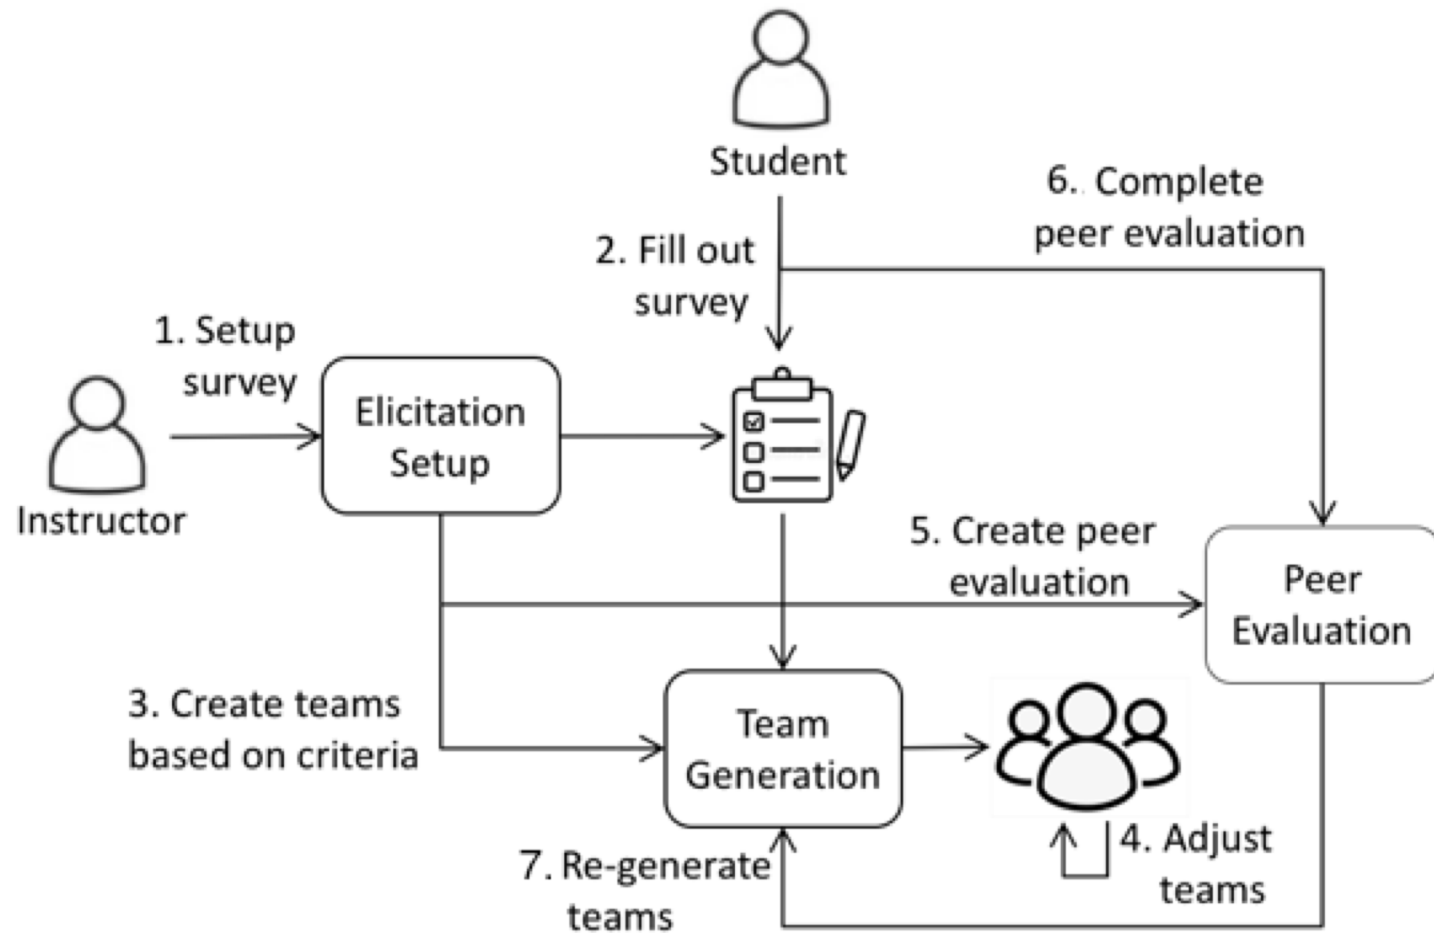 Student
6. Complete
peer evaluation
2. Fill out
survey
1. Setup
survey
Elicitation
Setup
Instructor
5. Create peer
evaluation
Peer
Evaluation
3. Create teams
based on criteria
Team
Generation
4. Adjust
teams
7. Re-generate
teams